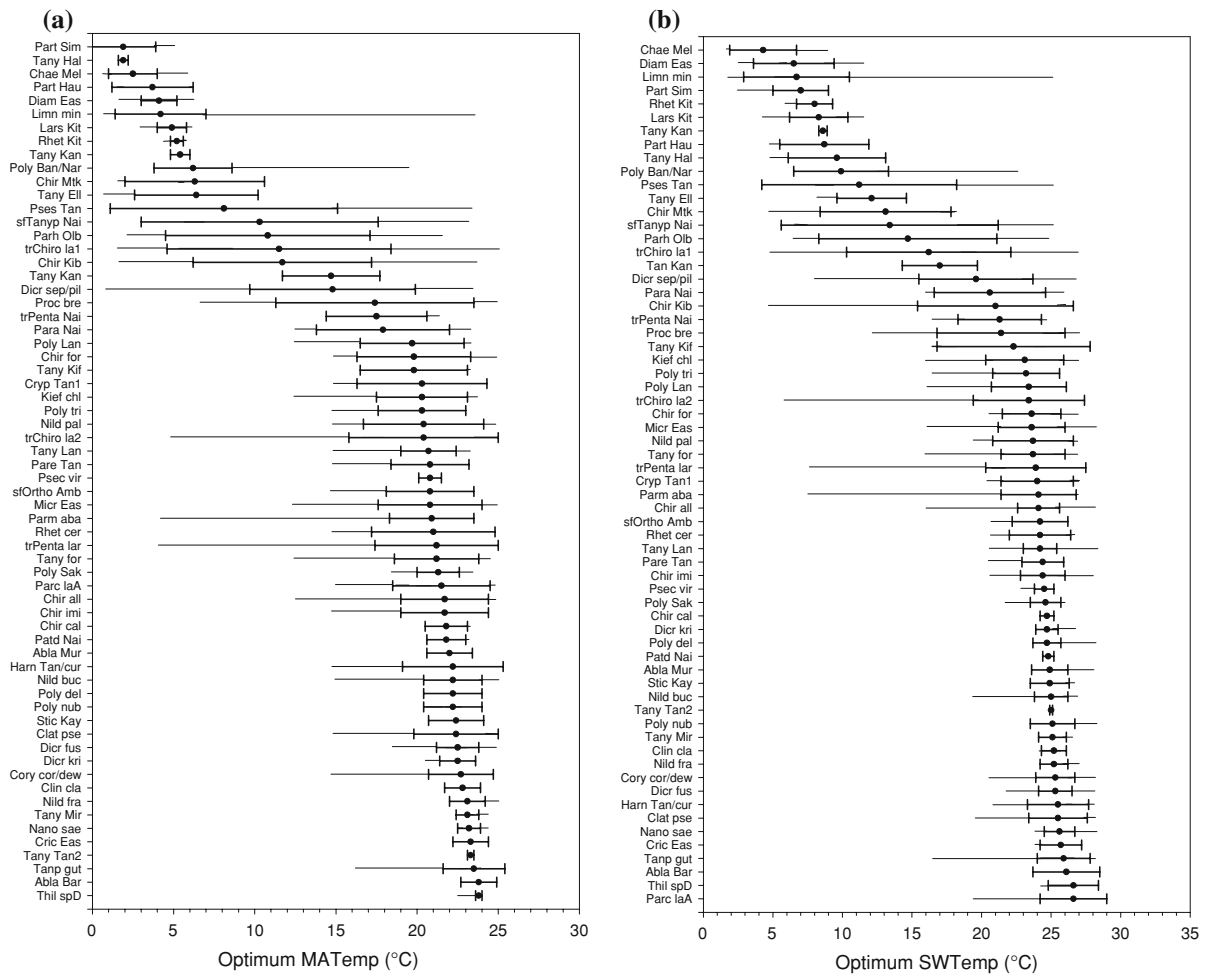 (a)
Part Sim
Tany Hal
Chae Mel
Part Hau
Diam Eas
Limn min
Lars Kit
Rhet Kit
Tany Kan
Poly Ban/Nar
Chir Mtk
Tany Ell
Pses Tan
sfTanyp Nai
Parh Olb
trChiro la1
Chir Kib
Tany Kan
Dicr sep/pil
Proc bre
trPenta Nai
Para Nai
Poly Lan
Chir for
Tany Kif
Cryp Tan1
Kief chl
Poly tri
Nild pal
trChiro la2
Tany Lan
Pare Tan
Psec vir
sfOrtho Amb
Micr Eas
Parm aba
Rhet cer
trPenta lar
Tany for
Poly Sak
Parc laA
Chir all
Chir imi
Chir cal
Patd Nai
Abla Mur
Harn Tan/cur
Nild buc
Poly del
Poly nub
Stic Kay
Clat pse
Dicr fus
Dicr kri
Cory cor/dew
Clin cla
Nild fra
Tany Mir
Nano sae
Cric Eas
Tany Tan2
Tanp gut
Abla Bar
Thil spD
0 5 10 15 20 25 30
Optimum MATemp (°C)
(b)
Chae Mel
Diam Eas
Limn min
Part Sim
Rhet Kit
Lars Kit
Tany Kan
Part Hau
Tany Hal
Poly Ban/Nar
Pses Tan
Tany Ell
Chir Mtk
sfTanyp Nai
Parh Olb
trChiro la1
Tan Kan
Dicr sep/pil
Para Nai
Chir Kib
trPenta Nai
Proc bre
Tany Kif
Kief chl
Poly tri
Poly Lan
trChiro la2
Chir for
Micr Eas
Nild pal
Tany for
trPenta lar
Cryp Tan1
Parm aba
Chir all
sfOrtho Amb
Rhet cer
Tany Lan
Pare Tan
Chir imi
Psec vir
Poly Sak
Chir cal
Dicr kri
Poly del
Patd Nai
Abla Mur
Stic Kay
Nild buc
Tany Tan2
Poly nub
Tany Mir
Clin cla
Nild fra
Cory cor/dew
Dicr fus
Harn Tan/cur
Clat pse
Nano sae
Cric Eas
Tanp gut
Abla Bar
Thil spD
Parc laA
0 5 10 15 20 25 30 35
Optimum SWTemp (°C)